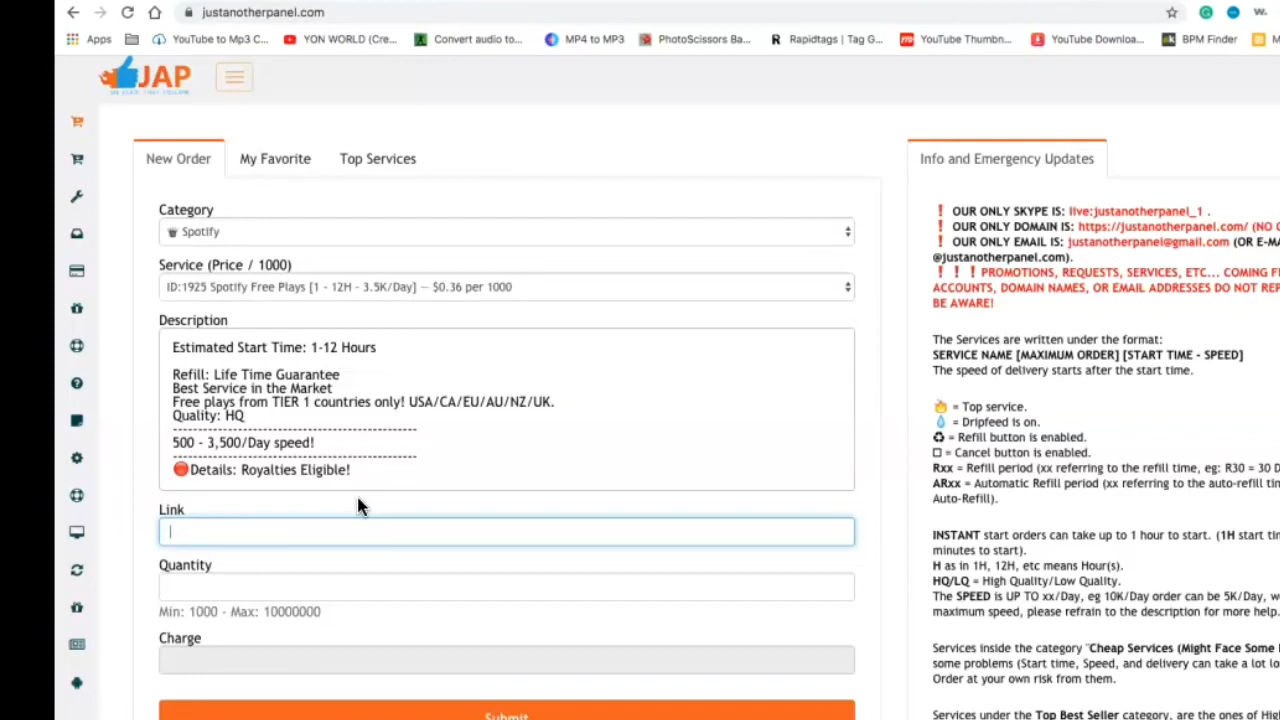 justanotherpanel.com
Apps
YouTube to Mp3 C...
YON WORLD (Cre...
Convert audio to...
MP4 to MP3
PhotoScissors Ba...
Rapidtags | Tag G...
YouTube Thumbn...
YouTube Downloa...
BPM Finder
JAP
New Order
My Favorite
Top Services
Category
Spotify
Service (Price / 1000)
ID:1925 Spotify Free Plays [1 - 12H - 3.5K/Day] — $0.36 per 1000
Description
Estimated Start Time: 1-12 Hours
Refill: Life Time Guarantee
Best Service in the Market
Free plays from TIER 1 countries only! USA/CA/EU/AU/NZ/UK.
Quality: HQ
------------------------------------------------
500 - 3,500/Day speed!
------------------------------------------------
🔴Details: Royalties Eligible!
Link
Quantity
Min: 1000 - Max: 10000000
Charge
Submit
Info and Emergency Updates
❗ OUR ONLY SKYPE IS: live:justanotherpanel_1 .
❗ OUR ONLY DOMAIN IS: https://justanotherpanel.com/ (NO
❗ OUR ONLY EMAIL IS: justanotherpanel@gmail.com (OR
@justanotherpanel.com).
❗❗❗PROMOTIONS, REQUESTS, SERVICES, ETC... COMING
ACCOUNTS, DOMAIN NAMES, OR EMAIL ADDRESSES DO NOT
BE AWARE!
The Services are written under the format:
SERVICE NAME [MAXIMUM ORDER] [START TIME - SPEED]
The speed of delivery starts after the start time.
🔥 = Top service.
💧 = Dripfeed is on.
♻ = Refill button is enabled.
☐ = Cancel button is enabled.
Rxx = Refill period (xx referring to the refill time, eg: R30 = 30
ARxx = Automatic Refill period (xx referring to the auto-refill
Auto-Refill).
INSTANT start orders can take up to 1 hour to start. (1H start
minutes to start).
H as in 1H, 12H, etc means Hour(s).
HQ/LQ = High Quality/Low Quality.
The SPEED is UP TO xx/Day, eg 10K/Day order can be 5K/Day,
maximum speed, please refrain to the description for more help.
Services inside the category "Cheap Services (Might Face Some
some problems (Start time, Speed, and delivery can take a lot
Order at your own risk from them.
Services under the Top Best Seller category, are the ones of